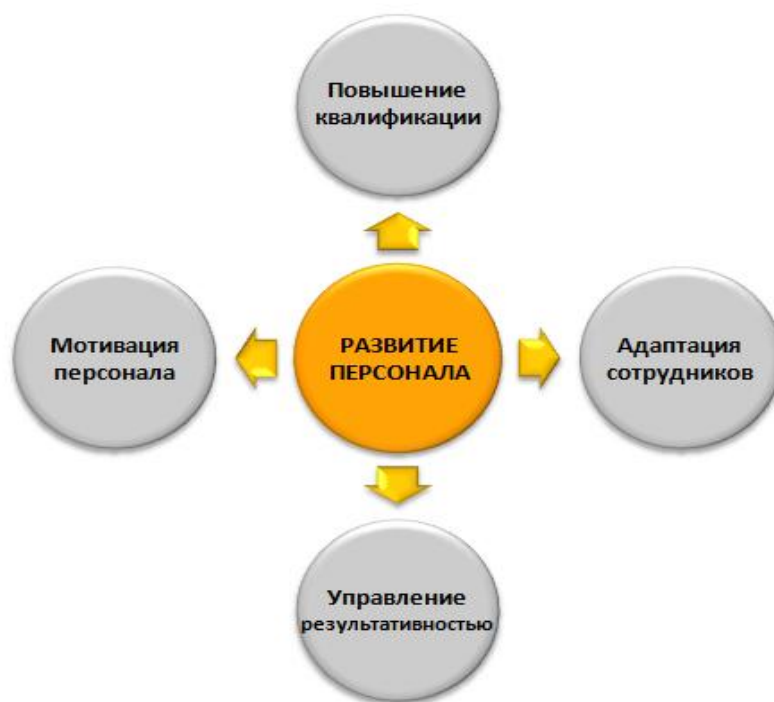 Повышение
квалификации
Мотивация
персонала
РАЗВИТИЕ
ПЕРСОНАЛА
Адаптация
сотрудников
Управление
результативностью